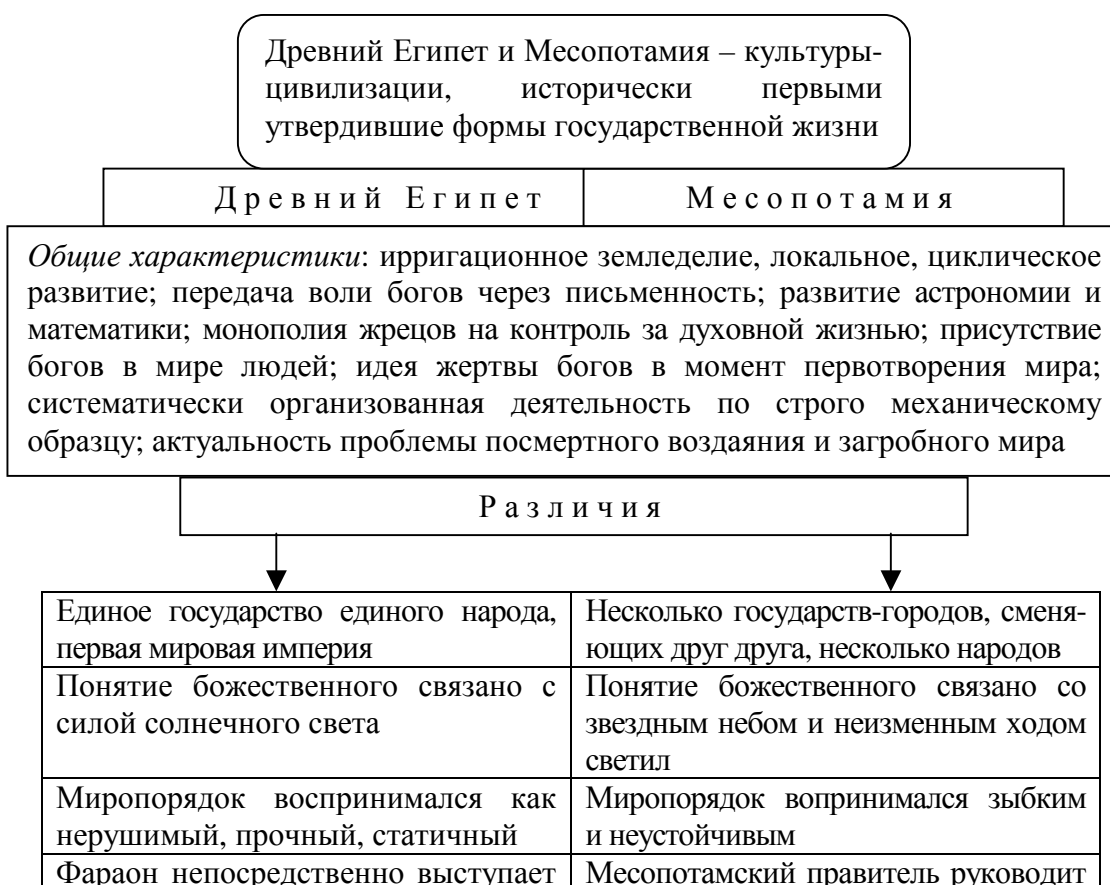 Древний Египет и Месопотамия – культуры-
цивилизации, исторически первыми
утвердившие формы государственной жизни
Древний Египет
Месопотамия
Общие характеристики: ирригационное земледелие, локальное, циклическое
развитие; передача воли богов через письменность; развитие астрономии и
математики; монополия жрецов на контроль за духовной жизнью; присутствие
богов в мире людей; идея жертвы богов в момент первотворения мира;
систематически организованная деятельность по строго механическому
образцу; актуальность проблемы посмертного воздаяния и загробного мира
Различия
Единое государство единого народа,
первая мировая империя
Несколько государств-городов, сменя-
ющих друг друга, несколько народов
Понятие божественного связано с
силой солнечного света
Понятие божественного связано со
звездным небом и неизменным ходом
светил
Миропорядок воспринимался как
нерушимый, прочный, статичный
Миропорядок вопринимался зыбким
и неустойчивым
Фараон непосредственно выступает
Месопотамский правитель руководит